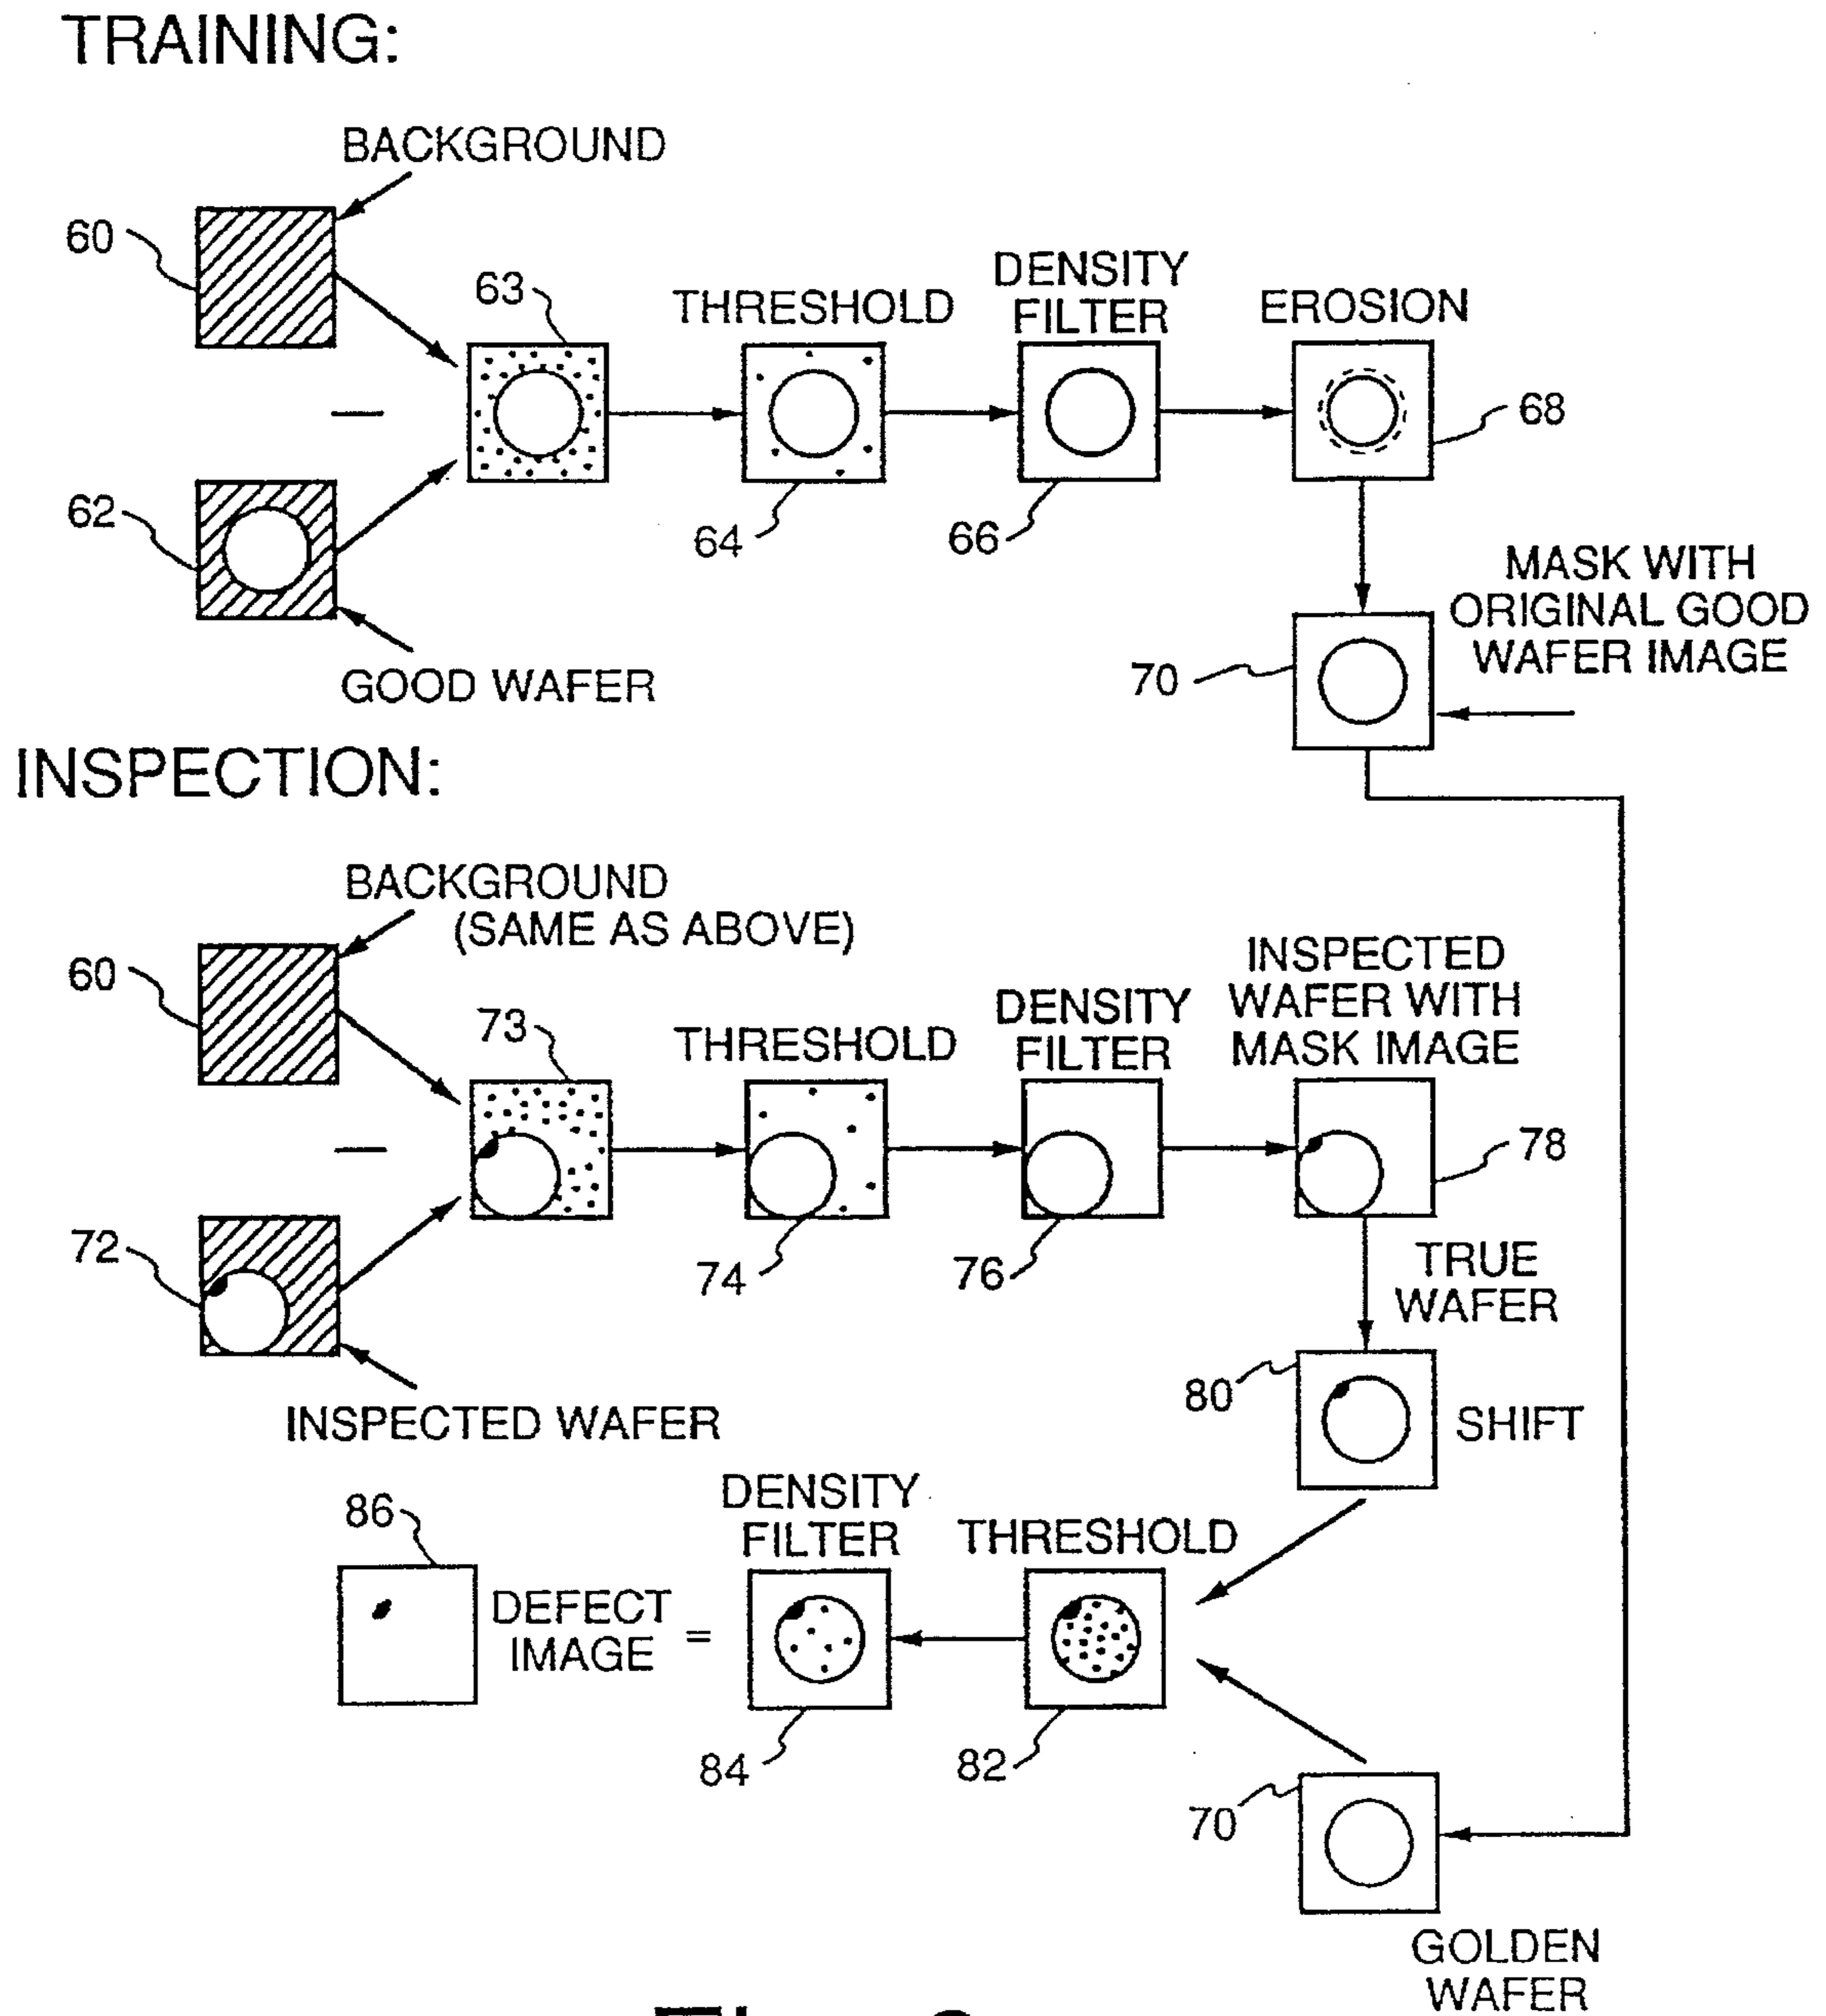 TRAINING:
BACKGROUND
60
63
THRESHOLD
DENSITY
FILTER
EROSION
68
62
64
66
GOOD WAFER
MASK WITH
ORIGINAL GOOD
WAFER IMAGE
70
INSPECTION:
BACKGROUND
(SAME AS ABOVE)
60
73
THRESHOLD
DENSITY
FILTER
INSPECTED
WAFER WITH
MASK IMAGE
78
72
74
76
TRUE
WAFER
INSPECTED WAFER
80
SHIFT
86
DEFECT
IMAGE
=
DENSITY
FILTER
THRESHOLD
84
82
70
GOLDEN
WAFER